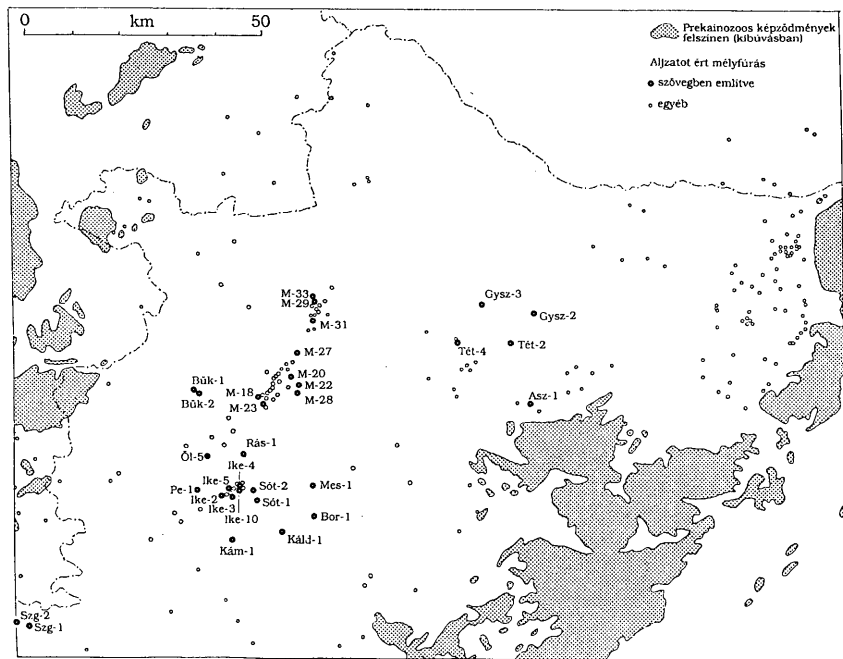 0 km 50
Prekainozoos képződmények
felszínen (kibúvásban)
Aljzatot ért mélyfúrás
szövegben említve
egyéb
M-33
M-29
M-31
Gysz-3
Gysz-2
Tét-4
Tét-2
M-27
M-20
M-22
M-28
M-18
M-23
Bük-1
Bük-2
Asz-1
Rás-1
Öl-5
Ike-4
Ike-5
Sót-2
Mes-1
Pe-1
Ike-2
Ike-3
Sót-1
Ike-10
Bor-1
Káld-1
Kám-1
Szg-2
Szg-1